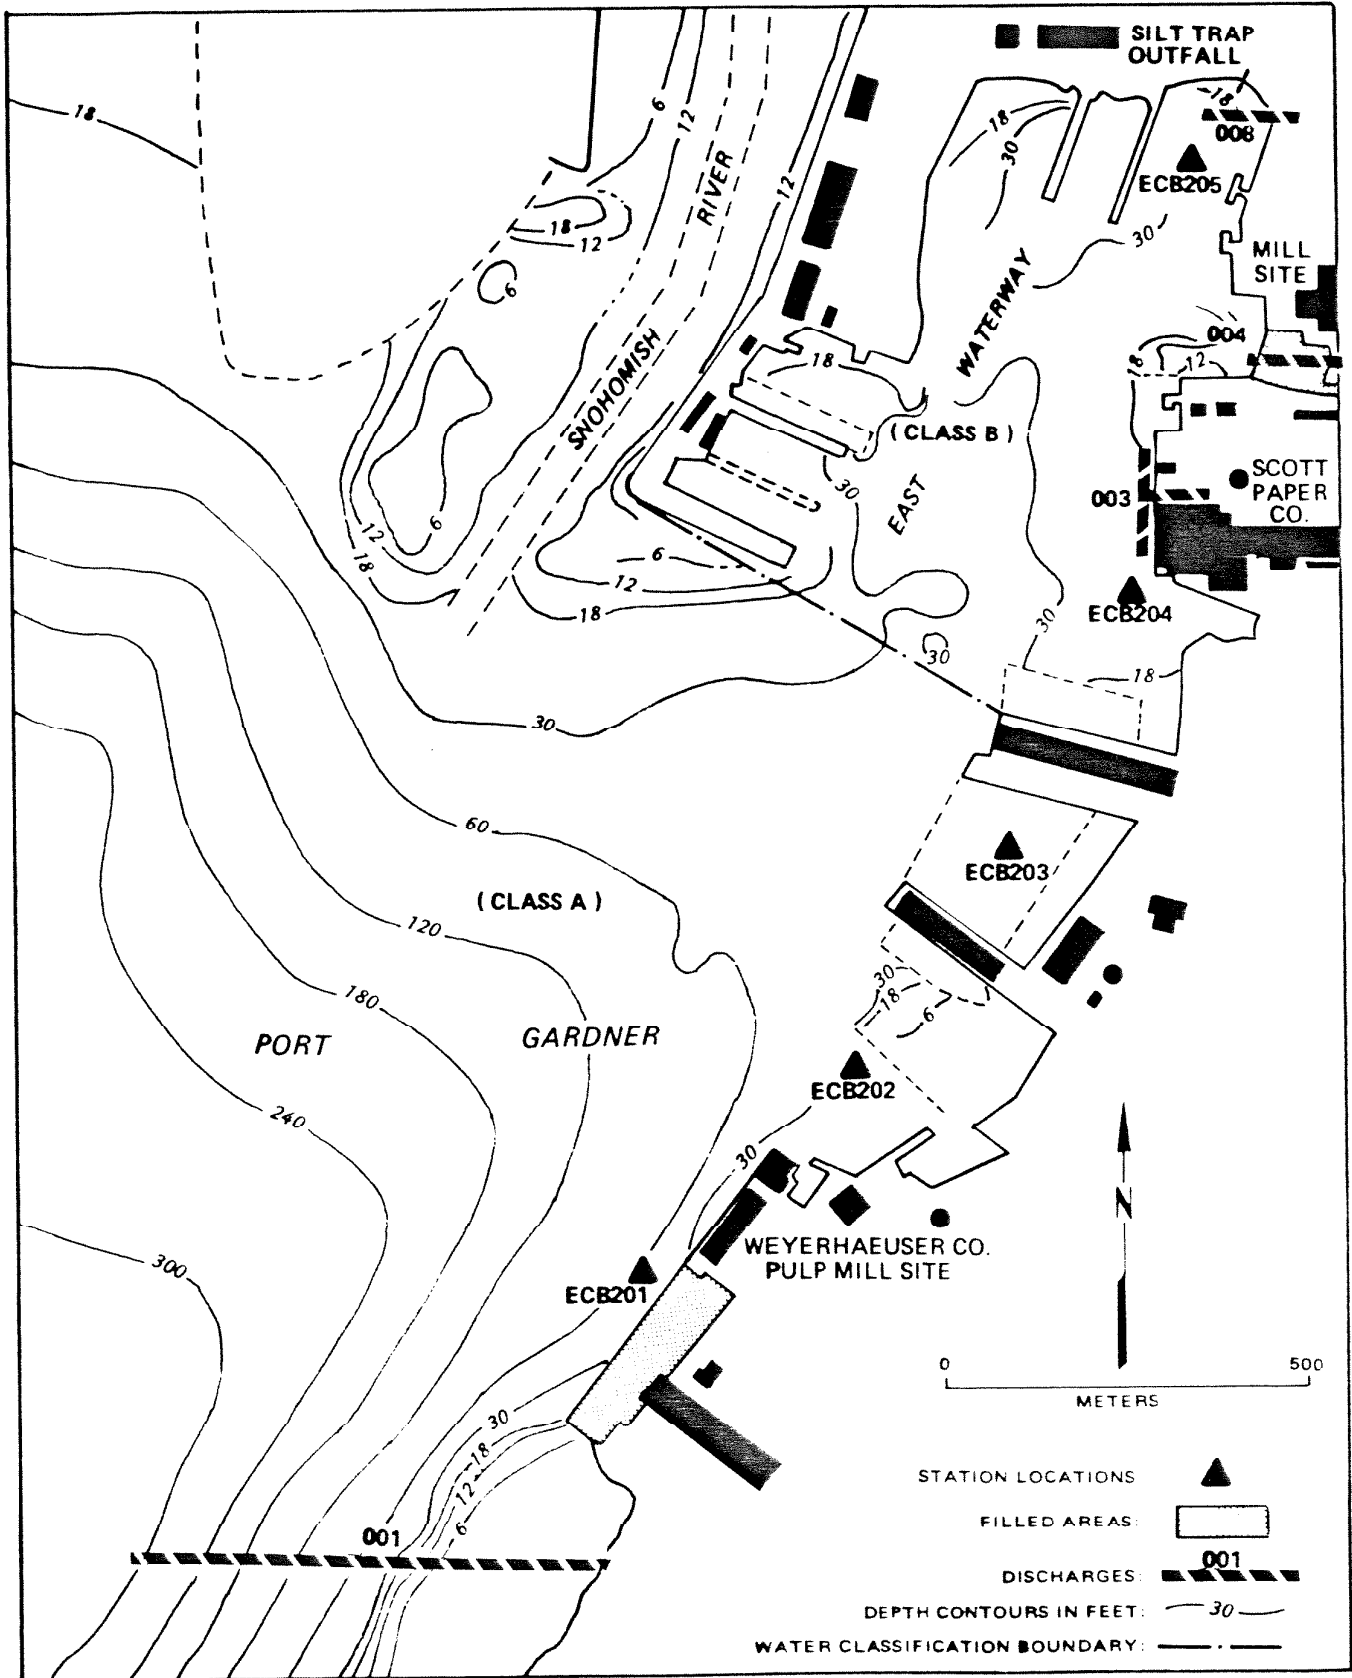 SILT TRAP
OUTFALL
18
6
12
18
18
008
RIVER
12
30
ECB205
18
12
30
MILL
SITE
6
WATERWAY
SNOHOMISH
004
18
18
12
(CLASS B)
30
EAST
003
SCOTT
PAPER
CO.
6
12
18
6
12
18
30
ECB204
30
18
30
60
ECB203
(CLASS A)
120
30
18
6
180
PORT
GARDNER
ECB202
240
30
N
WEYERHAEUSER CO.
PULP MILL SITE
300
ECB201
0
500
METERS
30
18
12
6
001
STATION LOCATIONS
FILLED AREAS:
001
DISCHARGES:
DEPTH CONTOURS IN FEET:
30
WATER CLASSIFICATION BOUNDARY: